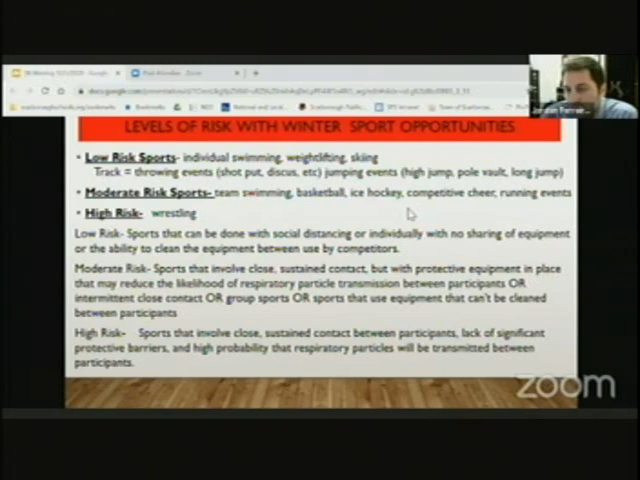 LEVELS OF RISK WITH WINTER SPORT OPPORTUNITIES
• Low Risk Sports- individual swimming, weightlifting, skiing
Track = throwing events (shot put, discus, etc) jumping events (high jump, pole vault, long jump)
• Moderate Risk Sports- team swimming, basketball, ice hockey, competitive cheer, running events
• High Risk- wrestling
Low Risk- Sports that can be done with social distancing or individually with no sharing of equipment
or the ability to clean the equipment between use by competitors.
Moderate Risk- Sports that involve close, sustained contact, but with protective equipment in place
that may reduce the likelihood of respiratory particle transmission between participants OR
intermittent close contact OR group sports OR sports that use equipment that can't be cleaned
between participants
High Risk- Sports that involve close, sustained contact between participants, lack of significant
protective barriers, and high probability that respiratory particles will be transmitted between
participants.
zoom